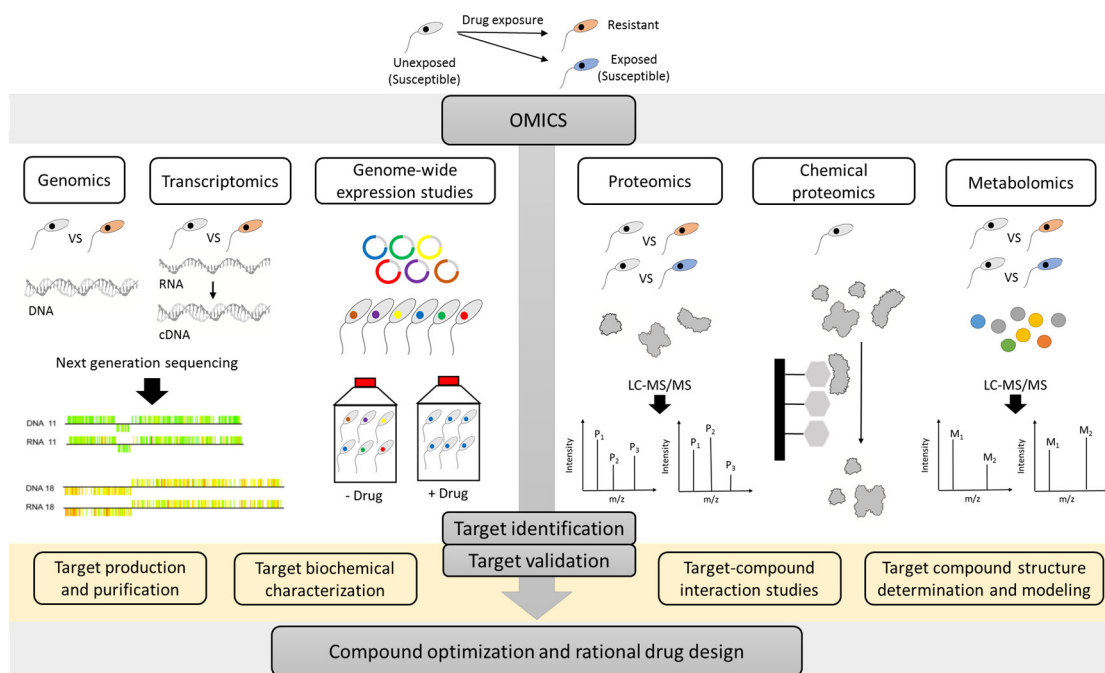 Drug exposure
Resistant
Unexposed
(Susceptible)
Exposed
(Susceptible)
OMICS
Genomics
Transcriptomics
Genome-wide
expression studies
Proteomics
Chemical
proteomics
Metabolomics
VS
VS
VS
VS
VS
VS
DNA
RNA
cDNA
Next generation sequencing
DNA 11
RNA 11
DNA 18
RNA 18
- Drug
+ Drug
LC-MS/MS
Intensity
P1
P2
P3
m/z
Intensity
P1
P2
P3
m/z
LC-MS/MS
Intensity
M1
M2
m/z
Intensity
M1
M2
m/z
Target identification
Target validation
Target production
and purification
Target biochemical
characterization
Target-compound
interaction studies
Target compound structure
determination and modeling
Compound optimization and rational drug design